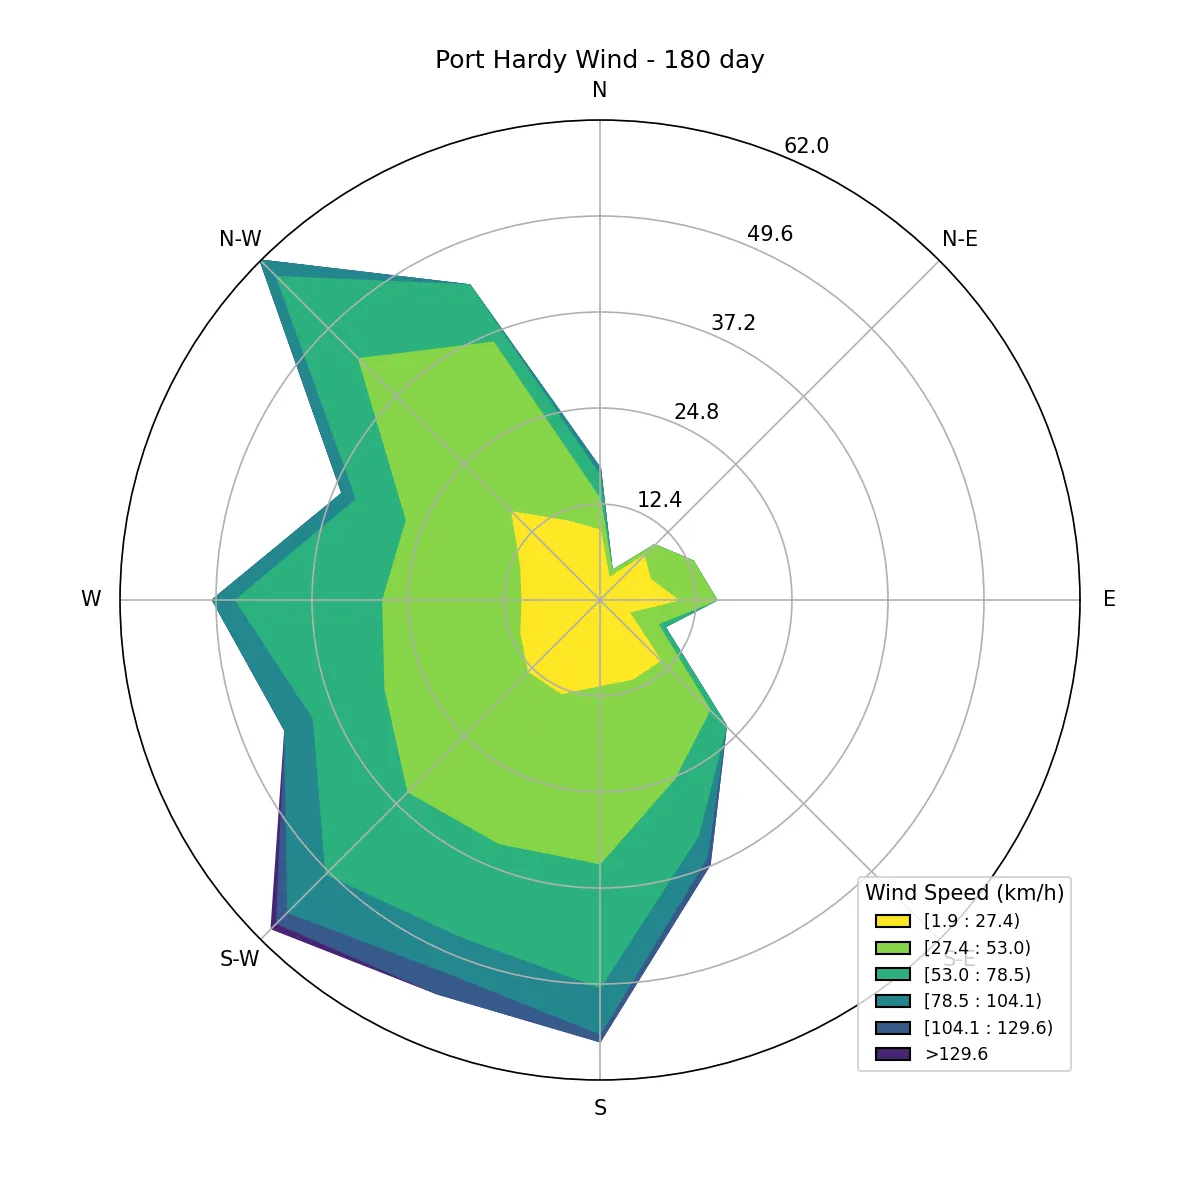 Port Hardy Wind - 180 day
N
62.0
49.6
N-W
N-E
37.2
24.8
12.4
W
E
Wind Speed (km/h)
[1.9 : 27.4)
[27.4 : 53.0)
S-W
S-E
[53.0 : 78.5)
[78.5 : 104.1)
[104.1 : 129.6)
>129.6
S